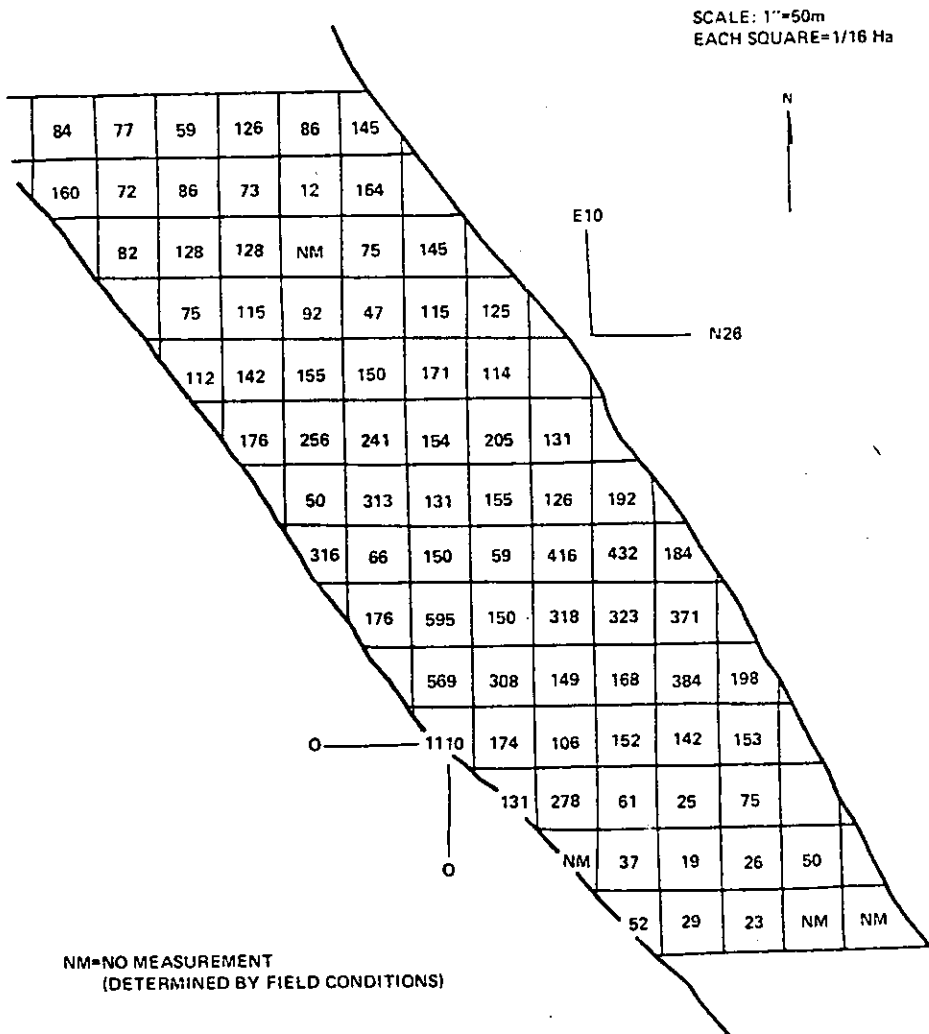 SCALE: 1"=50m
EACH SQUARE=1/16 Ha
N
84 77 59 126 86 145
160 72 86 73 12 164
E10
82 128 128 NM 75 145
75 115 92 47 115 125
N26
112 142 155 150 171 114
176 256 241 154 205 131
50 313 131 155 126 192
316 66 150 59 416 432 184
176 595 150 318 323 371
569 308 149 168 384 198
O 1110 174 106 152 142 153
131 278 61 25 75
NM 37 19 26 50
O
52 29 23 NM NM
NM=NO MEASUREMENT
(DETERMINED BY FIELD CONDITIONS)